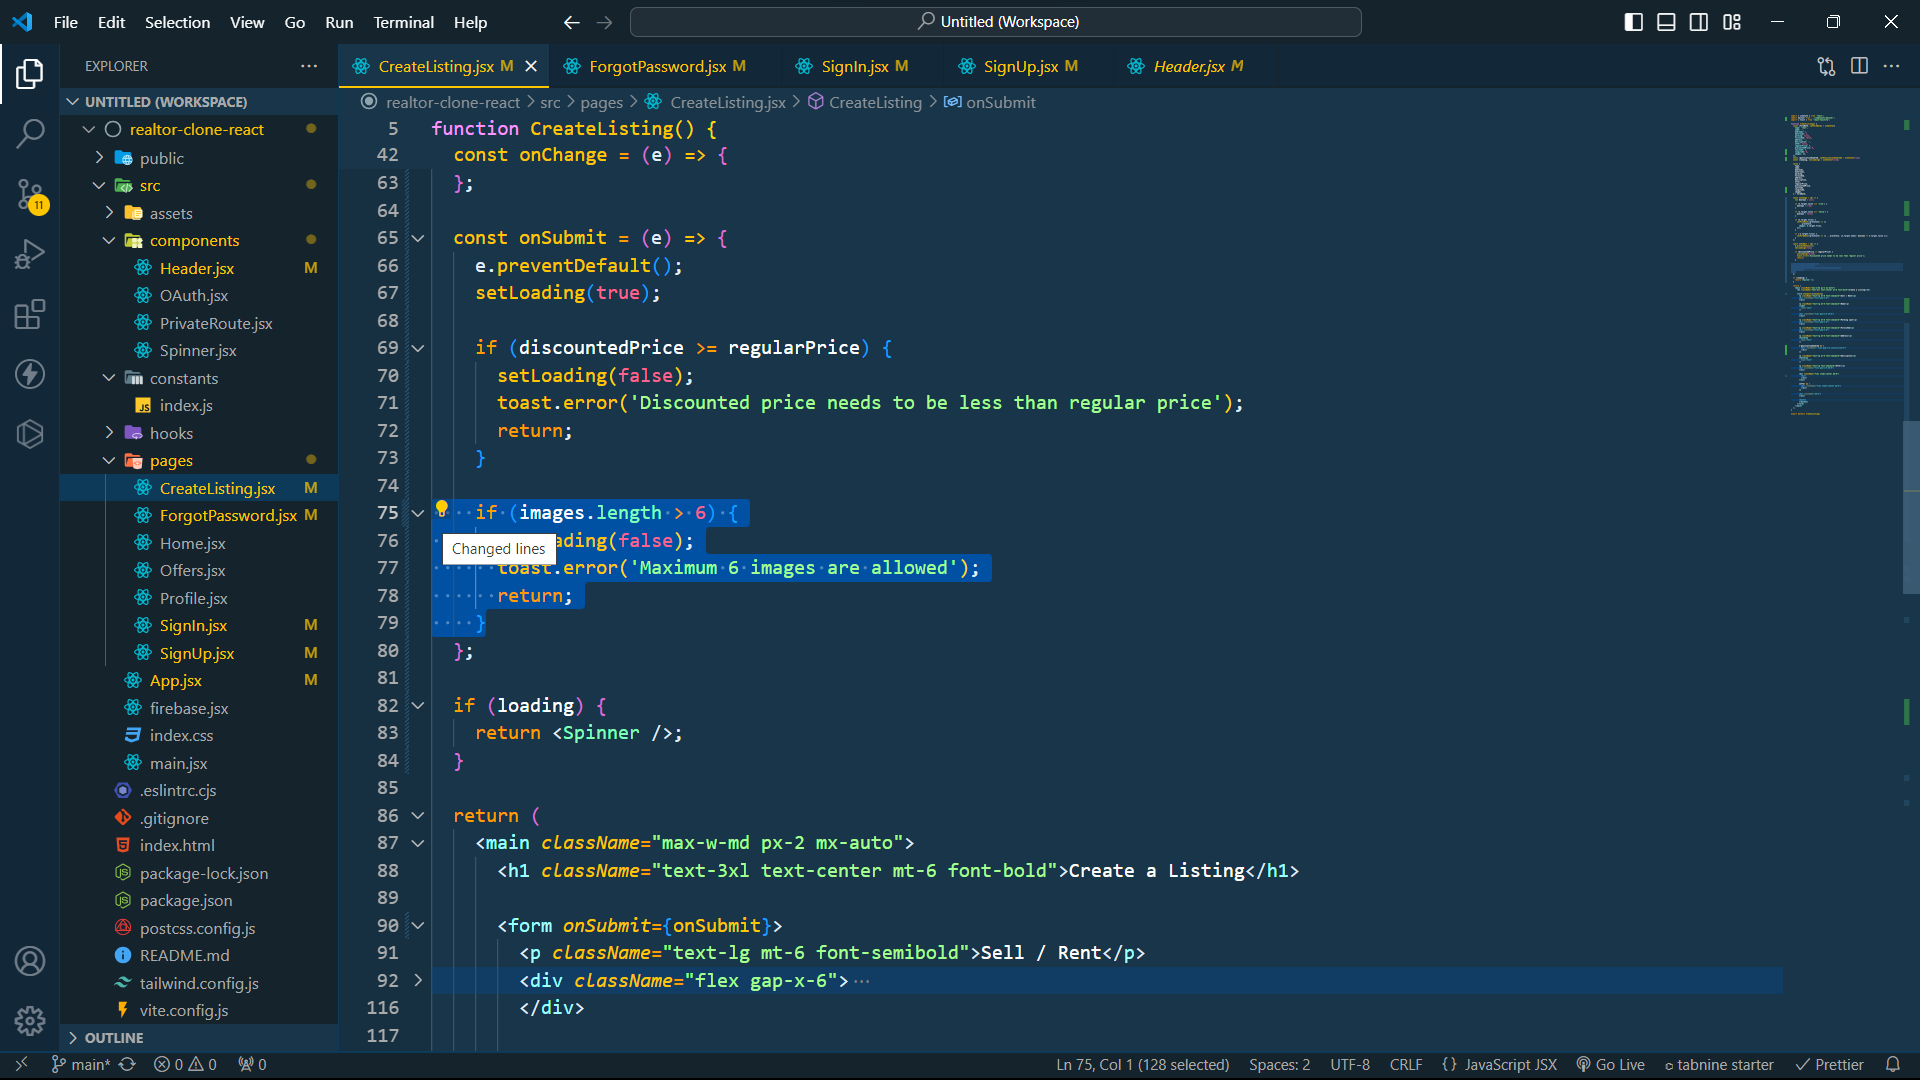 File Edit Selection View Go Run Terminal Help
Untitled (Workspace)
EXPLORER
CreateListing.jsx M
ForgotPassword.jsx M
SignIn.jsx M
SignUp.jsx M
Header.jsx M
UNTITLED (WORKSPACE)
realtor-clone-react
public
src
assets
components
Header.jsx M
OAuth.jsx
PrivateRoute.jsx
Spinner.jsx
constants
index.js
hooks
pages
CreateListing.jsx M
ForgotPassword.jsx M
Home.jsx
Offers.jsx
Profile.jsx
SignIn.jsx M
SignUp.jsx M
App.jsx M
firebase.jsx
index.css
main.jsx
.eslintrc.cjs
.gitignore
index.html
package-lock.json
package.json
postcss.config.js
README.md
tailwind.config.js
vite.config.js
OUTLINE
11
realtor-clone-react > src > pages > CreateListing.jsx > CreateListing > onSubmit
5 function CreateListing() {
42 const onChange = (e) => {
63 };
64
65 const onSubmit = (e) => {
66 e.preventDefault();
67 setLoading(true);
68
69 if (discountedPrice >= regularPrice) {
70 setLoading(false);
71 toast.error('Discounted price needs to be less than regular price');
72 return;
73 }
74
75 if (images.length > 6) {
76 ading(false);
Changed lines
77 toast.error('Maximum 6 images are allowed');
78 return;
79 }
80 };
81
82 if (loading) {
83 return <Spinner />;
84 }
85
86 return (
87 <main className="max-w-md px-2 mx-auto">
88 <h1 className="text-3xl text-center mt-6 font-bold">Create a Listing</h1>
89
90 <form onSubmit={onSubmit}>
91 <p className="text-lg mt-6 font-semibold">Sell / Rent</p>
92 <div className="flex gap-x-6">···
116 </div>
117
main* 0 0 0
Ln 75, Col 1 (128 selected) Spaces: 2 UTF-8 CRLF {} JavaScript JSX Go Live tabnine starter Prettier